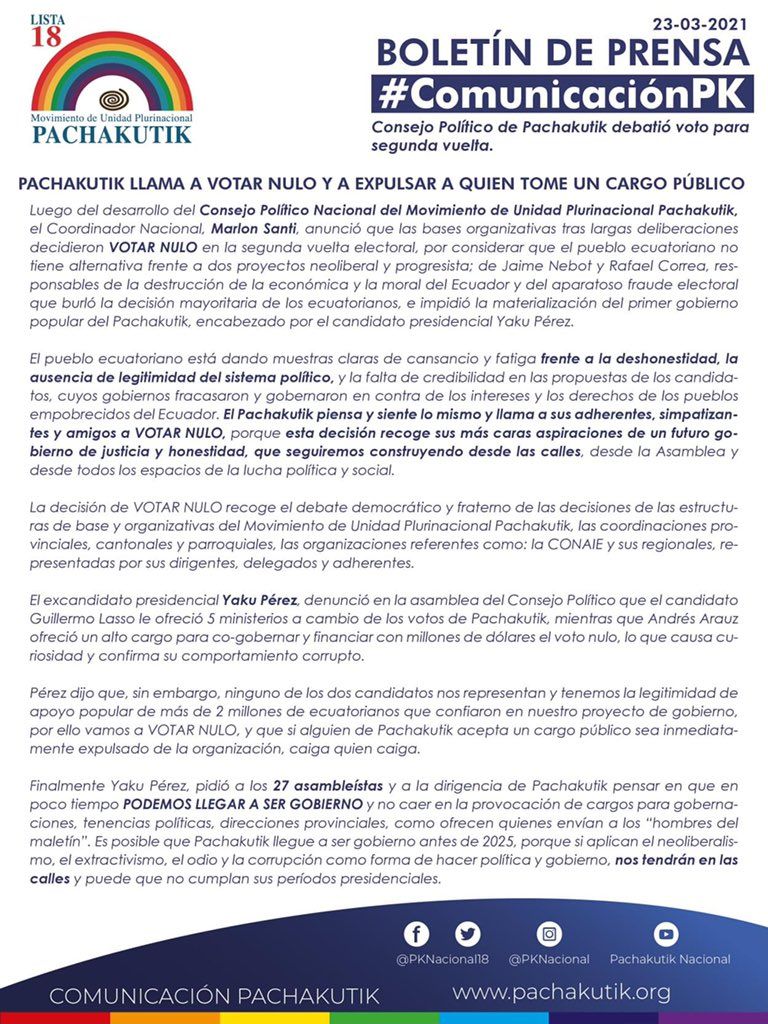 LISTA
18
Movimiento de Unidad Plurinacional
PACHAKUTIK
23-03-2021
BOLETÍN DE PRENSA
#ComunicaciónPK
Consejo Político de Pachakutik debatió voto para
segunda vuelta.
PACHAKUTIK LLAMA A VOTAR NULO Y A EXPULSAR A QUIEN TOME UN CARGO PÚBLICO
Luego del desarrollo del Consejo Político Nacional del Movimiento de Unidad Plurinacional Pachakutik,
el Coordinador Nacional, Marlon Santi, anunció que las bases organizativas tras largas deliberaciones
decidieron VOTAR NULO en la segunda vuelta electoral, por considerar que el pueblo ecuatoriano no
tiene alternativa frente a dos proyectos neoliberal y progresista; de Jaime Nebot y Rafael Correa, res-
ponsables de la destrucción de la económica y la moral del Ecuador y del aparatoso fraude electoral
que burló la decisión mayoritaria de los ecuatorianos, e impidió la materialización del primer gobierno
popular del Pachakutik, encabezado por el candidato presidencial Yaku Pérez.
El pueblo ecuatoriano está dando muestras claras de cansancio y fatiga frente a la deshonestidad, la
ausencia de legitimidad del sistema político, y la falta de credibilidad en las propuestas de los candida-
tos, cuyos gobiernos fracasaron y gobernaron en contra de los intereses y los derechos de los pueblos
empobrecidos del Ecuador. El Pachakutik piensa y siente lo mismo y llama a sus adherentes, simpatizan-
tes y amigos a VOTAR NULO, porque esta decisión recoge sus más caras aspiraciones de un futuro go-
bierno de justicia y honestidad, que seguiremos construyendo desde las calles, desde la Asamblea y
desde todos los espacios de la lucha política y social.
La decisión de VOTAR NULO recoge el debate democrático y fraterno de las decisiones de las estructu-
ras de base y organizativas del Movimiento de Unidad Plurinacional Pachakutik, las coordinaciones pro-
vinciales, cantonales y parroquiales, las organizaciones referentes como: la CONAIE y sus regionales, re-
presentadas por sus dirigentes, delegados y adherentes.
El excandidato presidencial Yaku Pérez, denunció en la asamblea del Consejo Político que el candidato
Guillermo Lasso le ofreció 5 ministerios a cambio de los votos de Pachakutik, mientras que Andrés Arauz
ofreció un alto cargo para co-gobernar y financiar con millones de dólares el voto nulo, lo que causa cu-
riosidad y confirma su comportamiento corrupto.
Pérez dijo que, sin embargo, ninguno de los dos candidatos nos representan y tenemos la legitimidad de
apoyo popular de más de 2 millones de ecuatorianos que confiaron en nuestro proyecto de gobierno,
por ello vamos a VOTAR NULO, y que si alguien de Pachakutik acepta un cargo público sea inmediata-
mente expulsado de la organización, caiga quien caiga.
Finalmente Yaku Pérez, pidió a los 27 asambleístas y a la dirigencia de Pachakutik pensar en que en
poco tiempo PODEMOS LLEGAR A SER GOBIERNO y no caer en la provocación de cargos para goberna-
ciones, tenencias políticas, direcciones provinciales, como ofrecen quienes envían a los “hombres del
maletín”. Es posible que Pachakutik llegue a ser gobierno antes de 2025, porque si aplican el neoliberalis-
mo, el extractivismo, el odio y la corrupción como forma de hacer política y gobierno, nos tendrán en las
calles y puede que no cumplan sus períodos presidenciales.
@PKNacional18 @PKNacional Pachakutik Nacional
COMUNICACIÓN PACHAKUTIK www.pachakutik.org